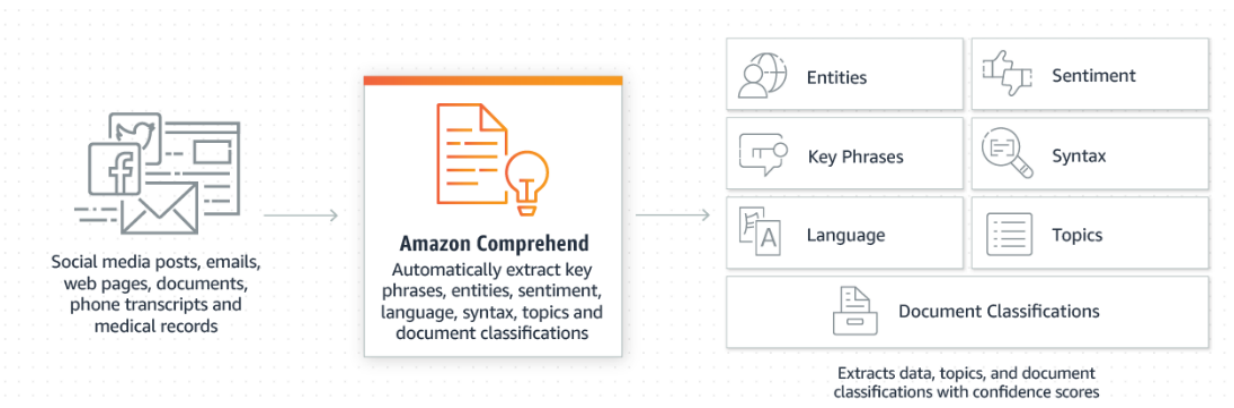 Social media posts, emails,
web pages, documents,
phone transcripts and
medical records
Amazon Comprehend
Automatically extract key
phrases, entities, sentiment,
language, syntax, topics and
document classifications
Entities
Sentiment
Key Phrases
Syntax
Language
Topics
Document Classifications
Extracts data, topics, and document
classifications with confidence scores